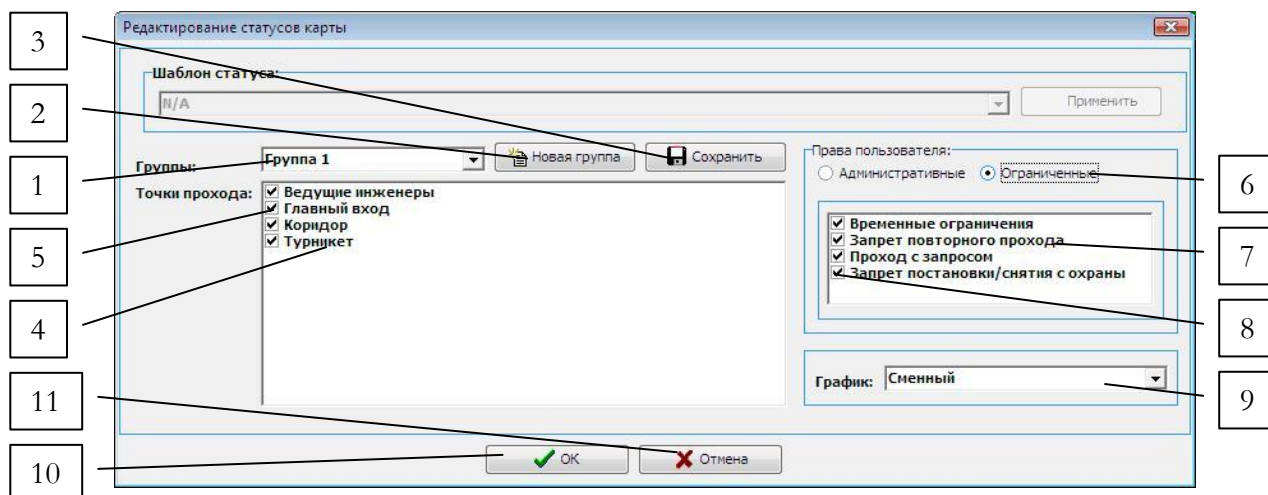 Редактирование статусов карты
Шаблон статуса:
N/A
Применить
Группы:
Группа 1
Новая группа
Сохранить
Точки прохода:
Ведущие инженеры
Главный вход
Коридор
Турникет
Права пользователя:
Административные
Ограниченные
Временные ограничения
Запрет повторного прохода
Проход с запросом
Запрет постановки/снятия с охраны
График:
Сменный
OK
Отмена
3
2
1
5
4
11
10
6
7
8
9